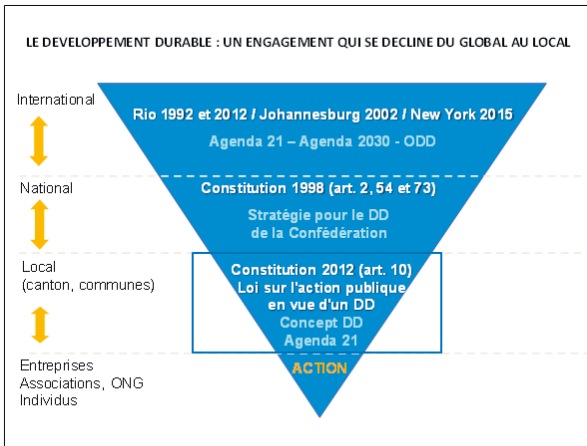 LE DEVELOPPEMENT DURABLE : UN ENGAGEMENT QUI SE DECLINE DU GLOBAL AU LOCAL
International
Rio 1992 et 2012 / Johannesburg 2002 / New York 2015
Agenda 21 – Agenda 2030 - ODD
National
Constitution 1998 (art. 2, 54 et 73)
Stratégie pour le DD
de la Confédération
Local
(canton, communes)
Constitution 2012 (art. 10)
Loi sur l'action publique
en vue d'un DD
Concept DD
Agenda 21
Entreprises
Associations, ONG
Individus
ACTION